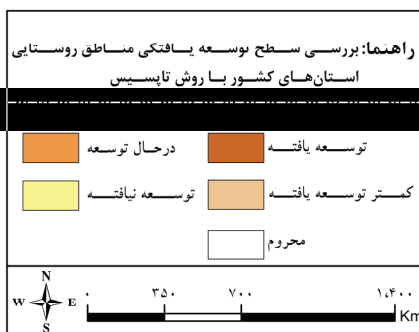 راهنما: بررسی سطح توسعه یافتگی مناطق روستایی
استان‌های کشور با روش تاپسیس
توسعه یافته
درحال توسعه
کمتر توسعه یافته
توسعه نیافته
محروم
N
W E
S
۰ ۳۵۰ ۷۰۰ ۱,۴۰۰
Km